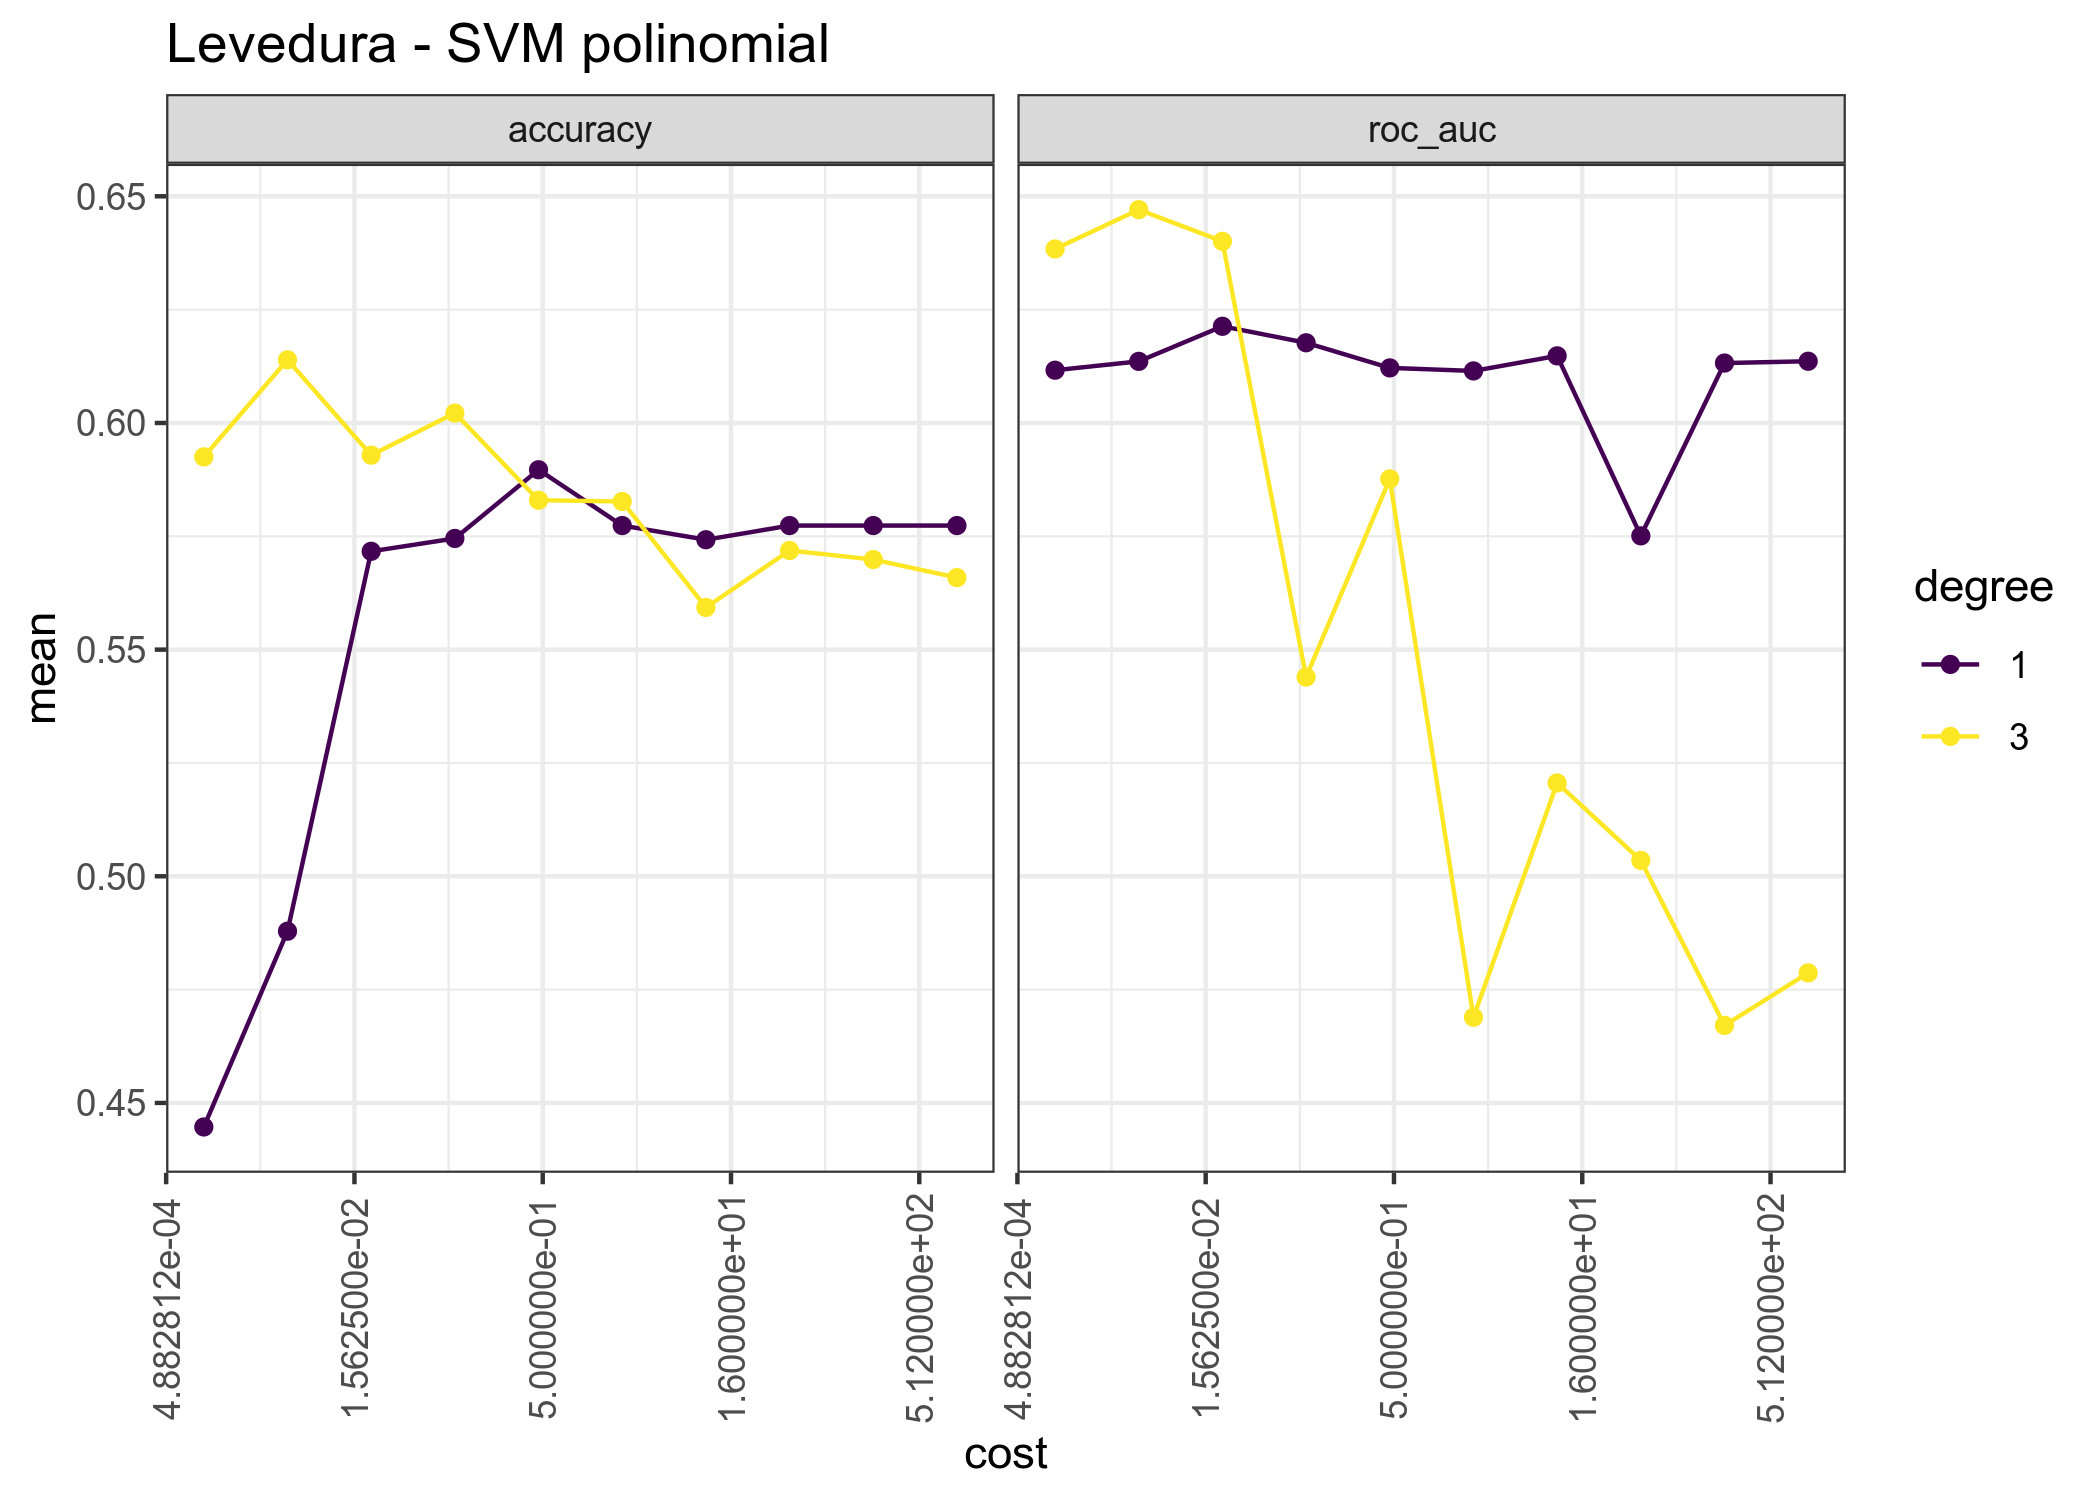 Levedura - SVM polinomial
accuracy
roc_auc
mean
0.65
0.60
0.55
0.50
0.45
4.882812e-04
1.562500e-02
5.000000e-01
1.600000e+01
5.120000e+02
4.882812e-04
1.562500e-02
5.000000e-01
1.600000e+01
5.120000e+02
cost
degree
1
3